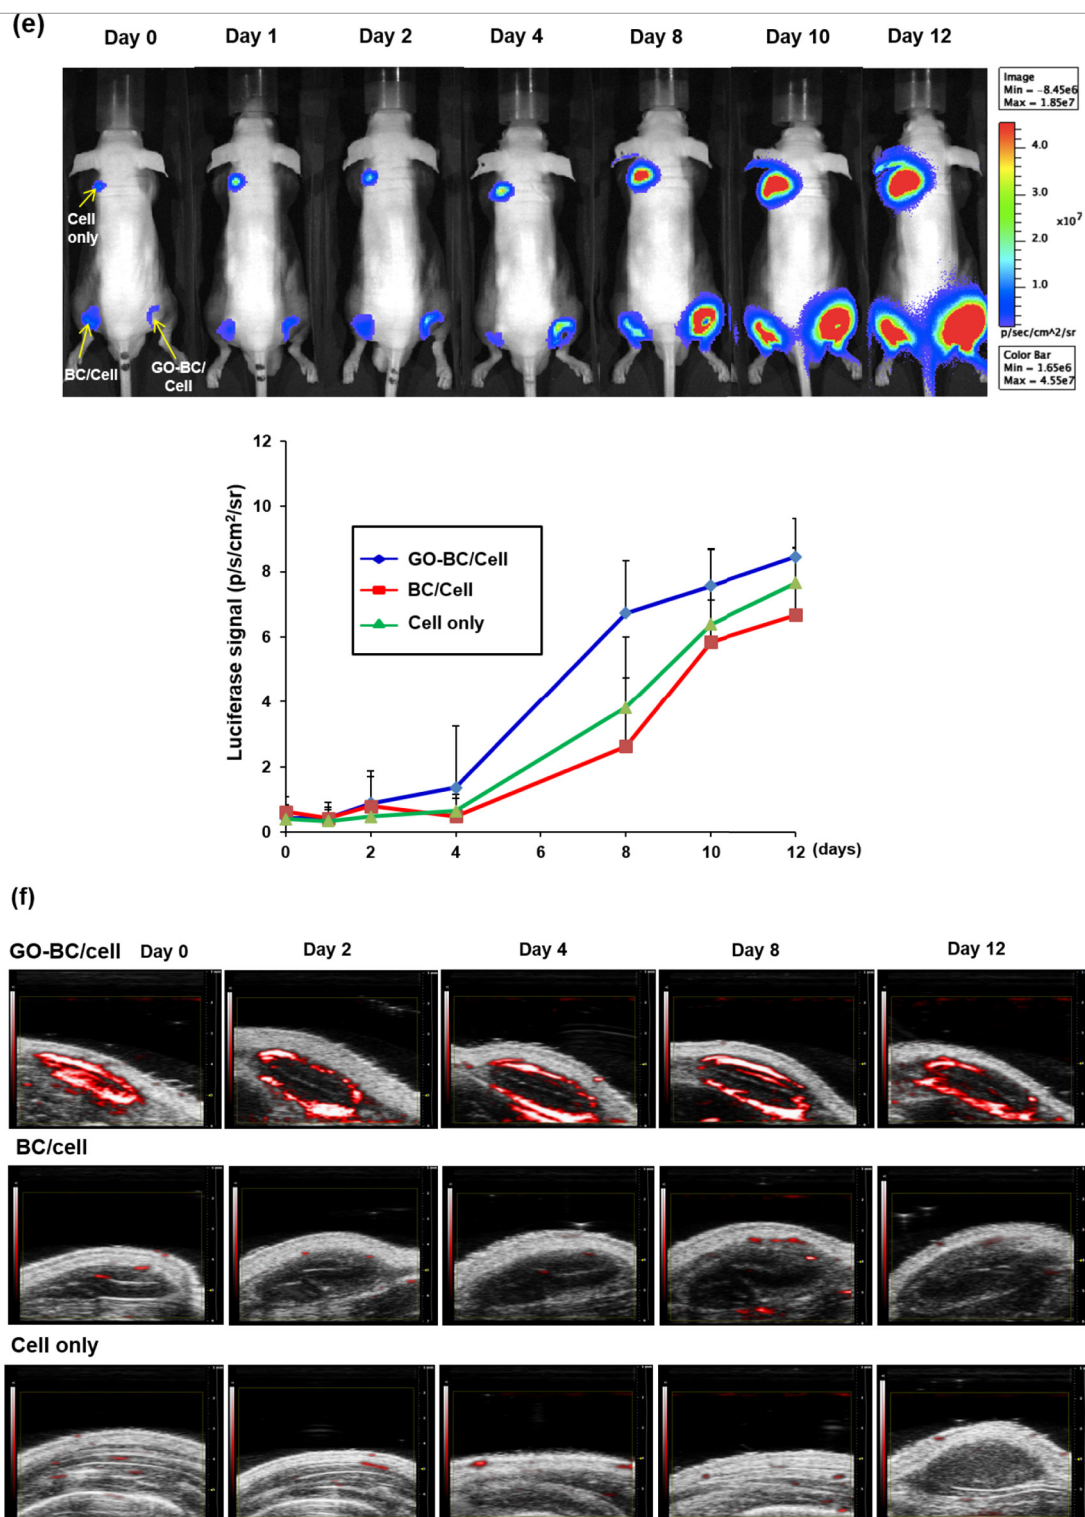 (e)
Day 0 Day 1 Day 2 Day 4 Day 8 Day 10 Day 12
Image
Min = -8.45e6
Max = 1.85e7
4.0
3.0
x10^7
2.0
1.0
p/sec/cm^2/sr
Color Bar
Min = 1.65e6
Max = 4.55e7
Cell
only
BC/Cell
GO-BC/
Cell
Luciferase signal (p/s/cm²/sr)
12
10
8
6
4
2
0
GO-BC/Cell
BC/Cell
Cell only
0 2 4 6 8 10 12 (days)
(f)
GO-BC/cell Day 0 Day 2 Day 4 Day 8 Day 12
BC/cell
Cell only